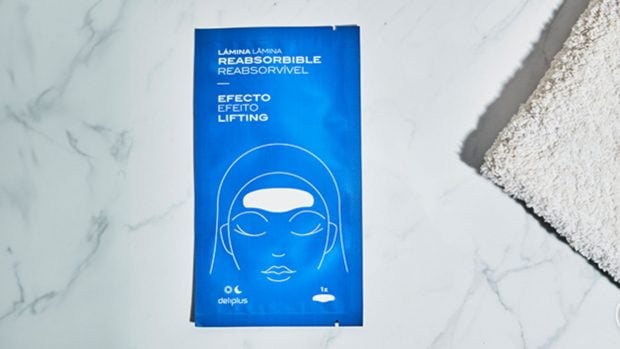 LÁMINA LÂMINA
REABSORBIBLE
REABSORVÍVEL
EFECTO
EFEITO
LIFTING
deliplus
1x